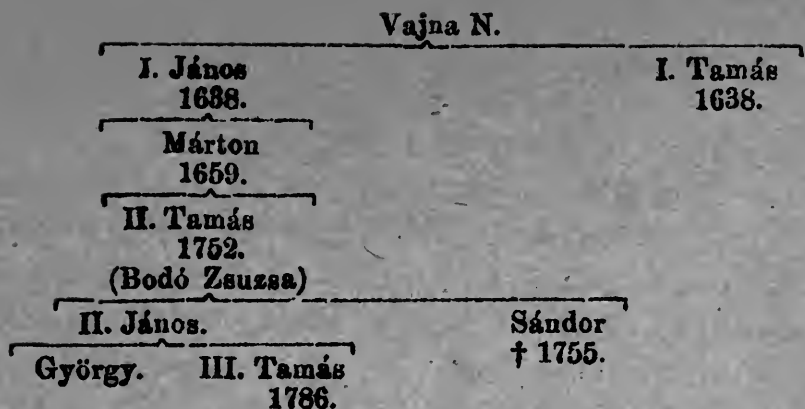 Vajna N.
I. János I. Tamás
1638. 1638.
Márton
1659.
II. Tamás
1752.
(Bodó Zsuzsa)
II. János. Sándor
† 1755.
György. III. Tamás
1786.